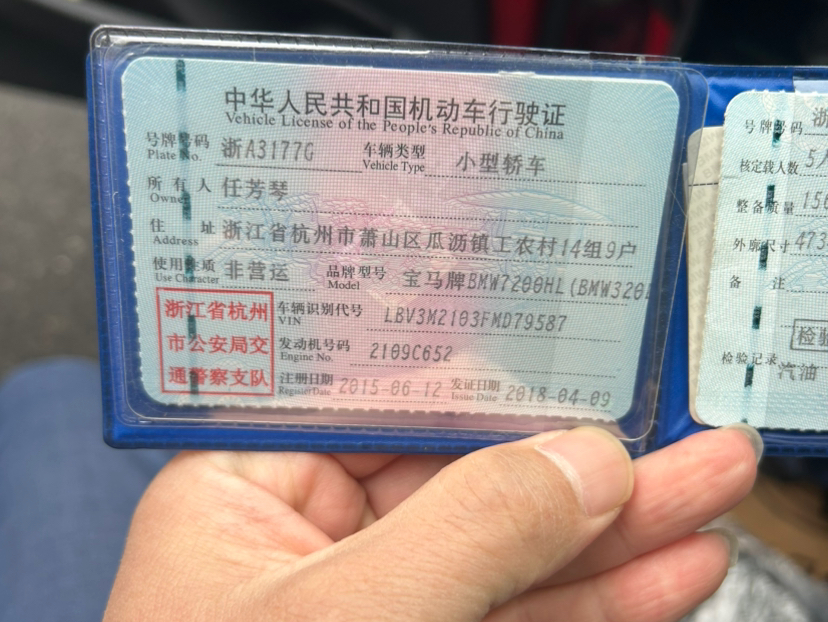 中华人民共和国机动车行驶证
Vehicle License of the People's Republic of China
号牌号码 浙A3177G 车辆类型 小型轿车
Plate No. Vehicle Type
所有人 任芳琴
Owner
住址 浙江省杭州市萧山区瓜沥镇工农村14组9户
Address
使用性质 非营运 品牌型号 宝马牌BMW7200HL(BMW320
Use Character Model
浙江省杭州
市公安局交
通警察支队
车辆识别代号 LBV3M2103FMD79587
VIN
发动机号码 2109C652
Engine No.
注册日期 2015-06-12 发证日期 2018-04-09
Register Date Issue Date
号牌号码 浙
核定载人数 5人
整备质量 150
外廓尺寸 473
备注
检验
检验记录 汽油